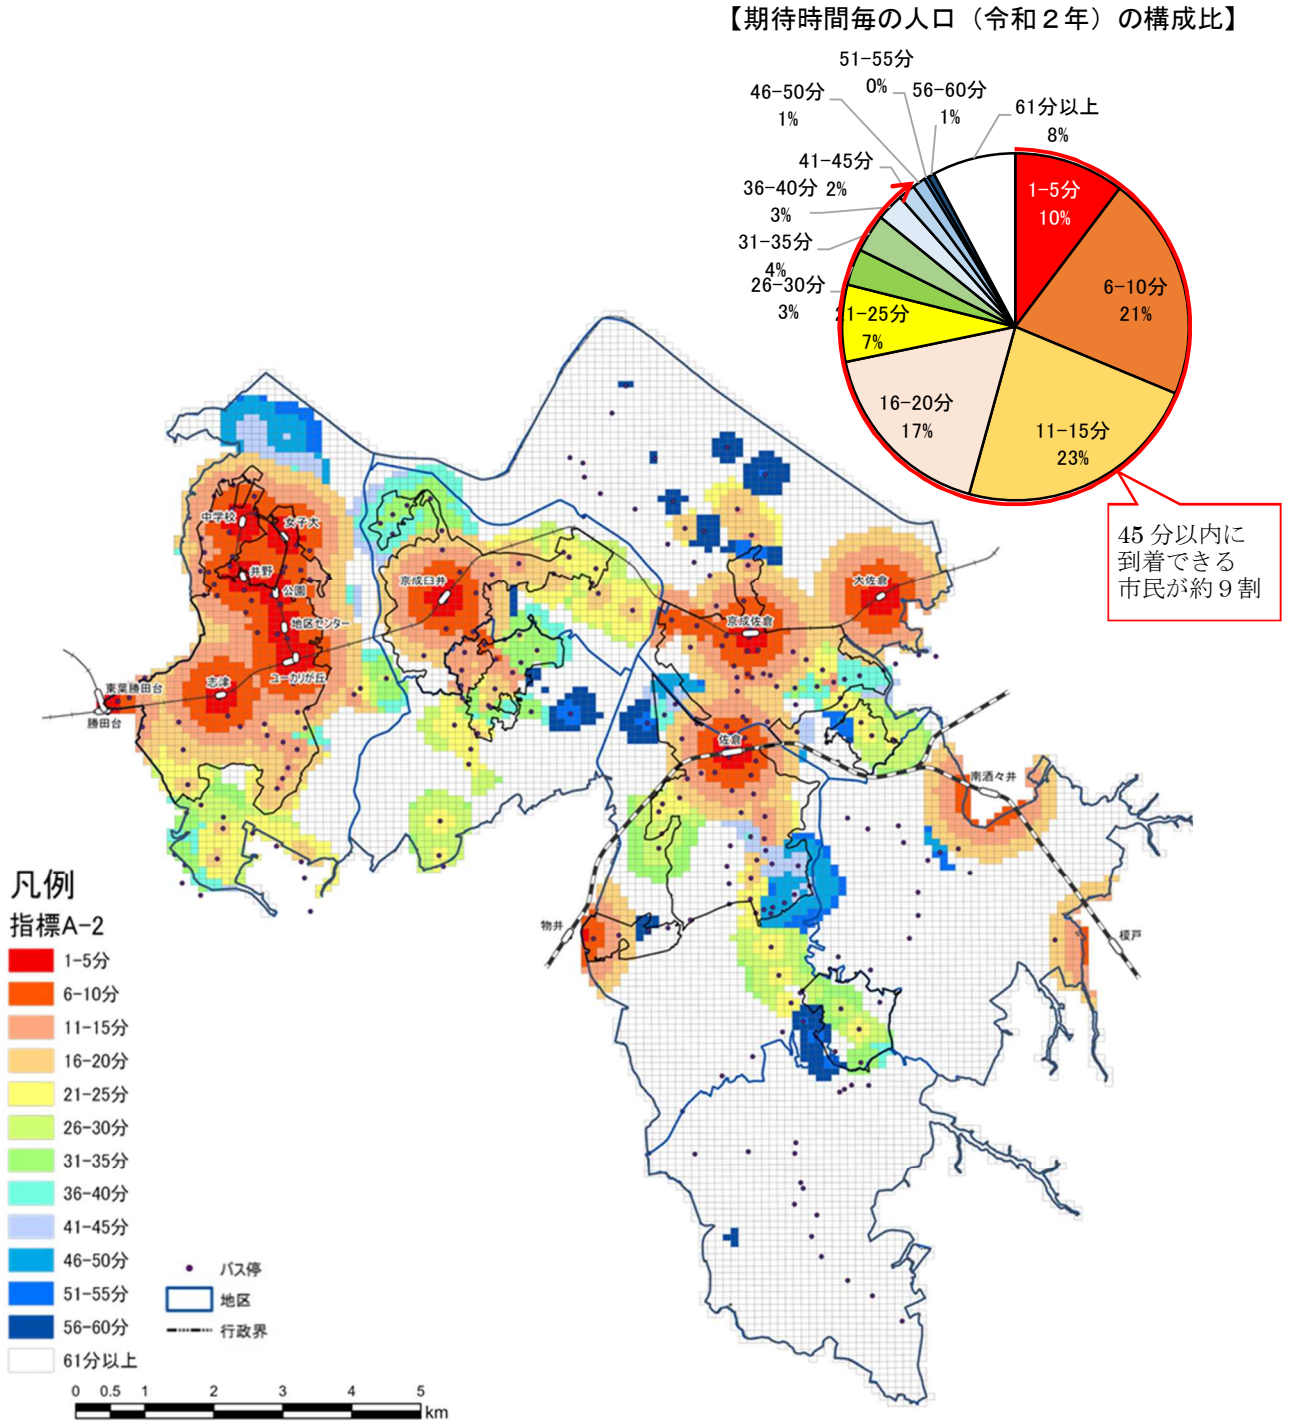 【期待時間毎の人口（令和２年）の構成比】
51-55分
0%
46-50分
1%
56-60分
1%
61分以上
8%
41-45分
2%
36-40分
3%
31-35分
4%
26-30分
3%
21-25分
7%
16-20分
17%
11-15分
23%
6-10分
21%
1-5分
10%
45 分以内に
到着できる
市民が約９割
中学校
女子大
井野
公園
地区センター
ユーカリが丘
志津
東葉勝田台
勝田台
京成臼井
京成佐倉
大佐倉
佐倉
南酒々井
物井
榎戸
凡例
指標A-2
1-5分
6-10分
11-15分
16-20分
21-25分
26-30分
31-35分
36-40分
41-45分
46-50分
51-55分
56-60分
61分以上
バス停
地区
行政界
0 0.5 1 2 3 4 5
km